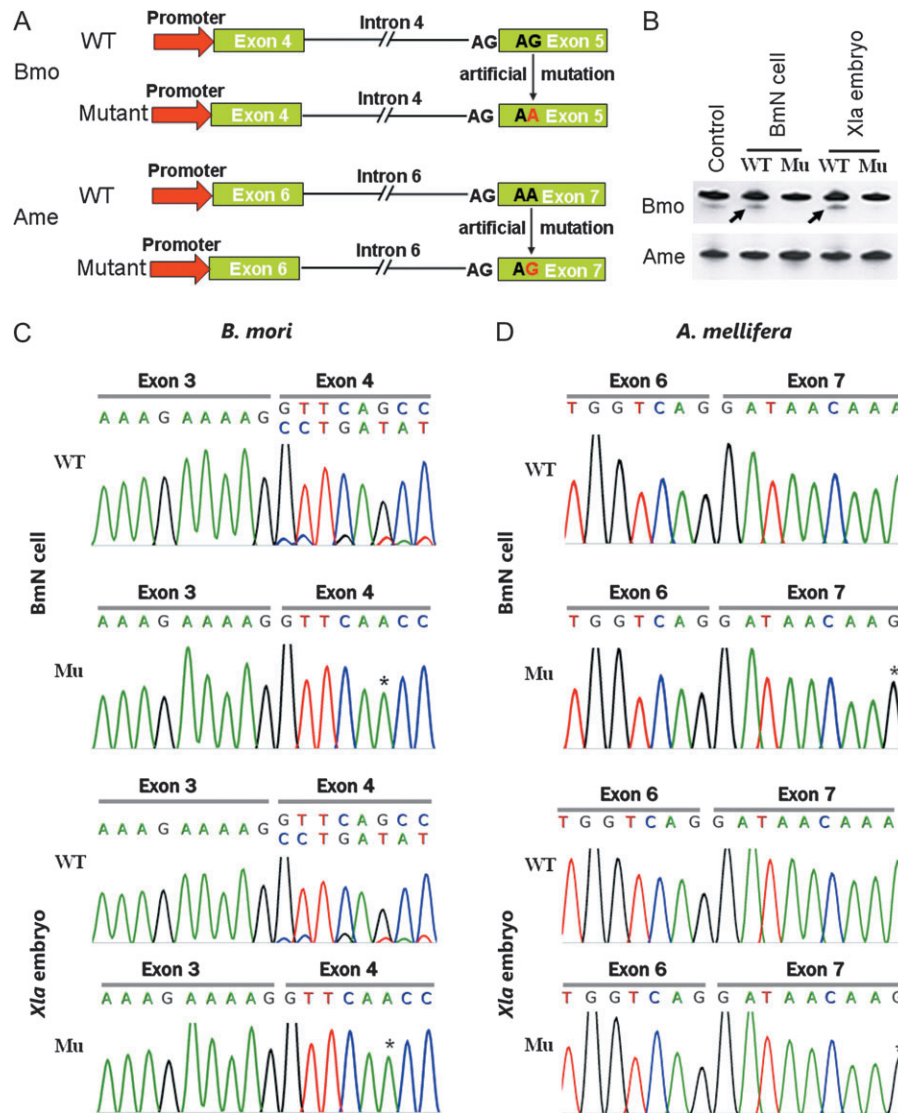 A
Promoter
Intron 4
WT
Exon 4
AG
AG Exon 5
Bmo
artificial mutation
Mutant
Promoter
Intron 4
Exon 4
AG
AA Exon 5
Promoter
Intron 6
WT
Exon 6
AG
AA Exon 7
Ame
artificial mutation
Mutant
Promoter
Intron 6
Exon 6
AG
AG Exon 7
B
Control
BmN cell
Xla embryo
WT Mu WT Mu
Bmo
Ame
C
B. mori
BmN cell
Exon 3 Exon 4
A A A G A A A A G
G T T C A G C C
C C T G A T A T
WT
Exon 3 Exon 4
A A A G A A A A G G T T C A A C C
Mu
*
Xla embryo
Exon 3 Exon 4
A A A G A A A A G
G T T C A G C C
C C T G A T A T
WT
Exon 3 Exon 4
A A A G A A A A G G T T C A A C C
Mu
*
D
A. mellifera
BmN cell
Exon 6 Exon 7
T G G T C A G G A T A A C A A A
WT
Exon 6 Exon 7
T G G T C A G G A T A A C A A G
Mu
*
Xla embryo
Exon 6 Exon 7
T G G T C A G G A T A A C A A A
WT
Exon 6 Exon 7
T G G T C A G G A T A A C A A G
Mu
*